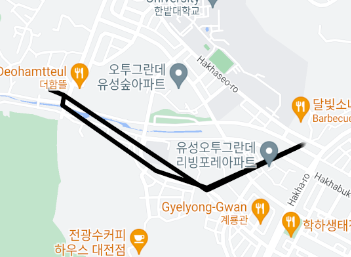 University
한밭대학교
Deohamtteul
더함뜰
오투그란데
유성숲아파트
Hakhaseo-ro
달빛소
Barbecu
유성오투그란데
리빙포레아파트
Gyelyong-Gwan
계룡관
Hakha-ro
Hakhabuk
학하생태
전광수커피
하우스 대전점